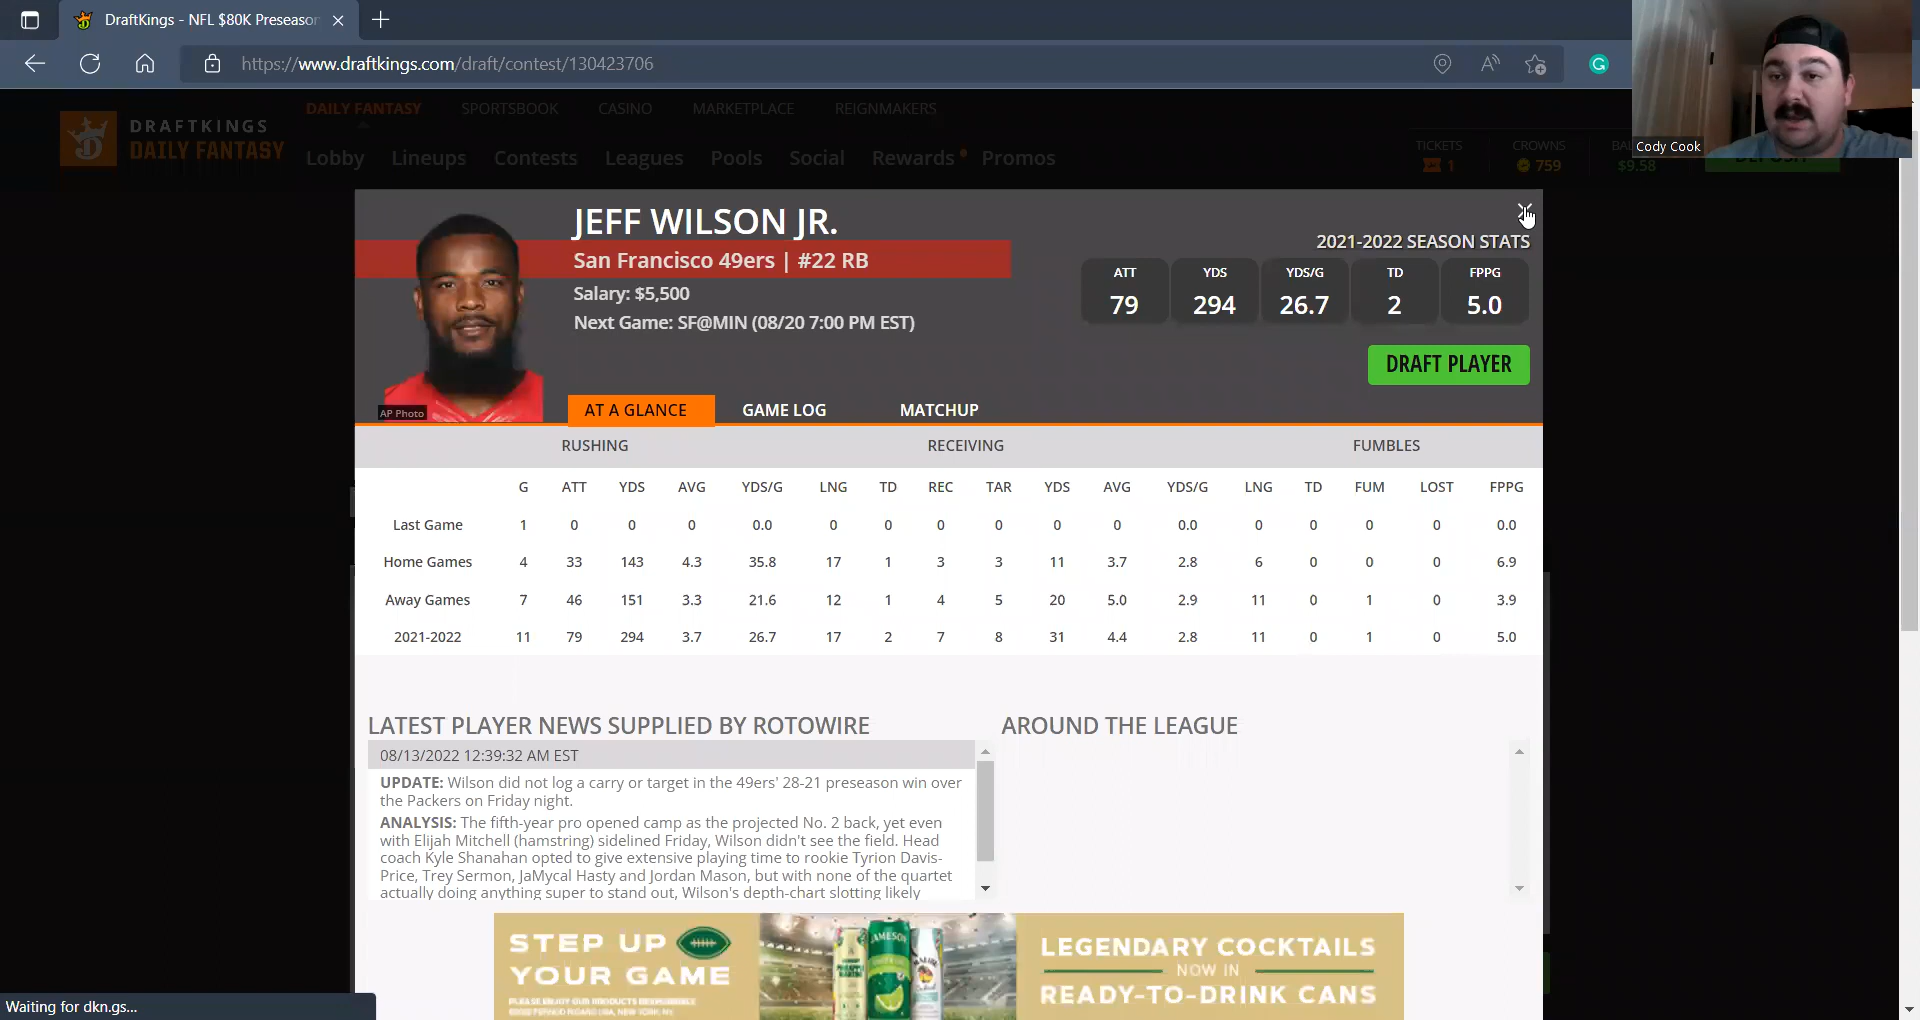 DraftKings - NFL $80K Preseason
https://www.draftkings.com/draft/contest/130423706
DAILY FANTASY SPORTSBOOK CASINO MARKETPLACE REIGNMAKERS
DRAFTKINGS
DAILY FANTASY
Lobby Lineups Contests Leagues Pools Social Rewards Promos
TICKETS
1
CROWNS
759
$9.58
Cody Cook
JEFF WILSON JR.
San Francisco 49ers | #22 RB
Salary: $5,500
Next Game: SF@MIN (08/20 7:00 PM EST)
AP Photo
2021-2022 SEASON STATS
ATT YDS YDS/G TD FPPG
79 294 26.7 2 5.0
DRAFT PLAYER
AT A GLANCE GAME LOG MATCHUP
RUSHING RECEIVING FUMBLES
G ATT YDS AVG YDS/G LNG TD REC TAR YDS AVG YDS/G LNG TD FUM LOST FPPG
Last Game 1 0 0 0 0.0 0 0 0 0 0 0 0.0 0 0 0 0 0.0
Home Games 4 33 143 4.3 35.8 17 1 3 3 11 3.7 2.8 6 0 0 0 6.9
Away Games 7 46 151 3.3 21.6 12 1 4 5 20 5.0 2.9 11 0 1 0 3.9
2021-2022 11 79 294 3.7 26.7 17 2 7 8 31 4.4 2.8 11 0 1 0 5.0
LATEST PLAYER NEWS SUPPLIED BY ROTOWIRE
08/13/2022 12:39:32 AM EST
UPDATE: Wilson did not log a carry or target in the 49ers' 28-21 preseason win over
the Packers on Friday night.
ANALYSIS: The fifth-year pro opened camp as the projected No. 2 back, yet even
with Elijah Mitchell (hamstring) sidelined Friday, Wilson didn't see the field. Head
coach Kyle Shanahan opted to give extensive playing time to rookie Tyrion Davis-
Price, Trey Sermon, JaMycal Hasty and Jordan Mason, but with none of the quartet
actually doing anything super to stand out, Wilson's depth-chart slotting likely
AROUND THE LEAGUE
STEP UP
YOUR GAME
PLEASE ENJOY OUR PRODUCTS RESPONSIBLY.
JAMESON
MALIBU
LEGENDARY COCKTAILS
NOW IN
READY-TO-DRINK CANS
Waiting for dkn.gs...